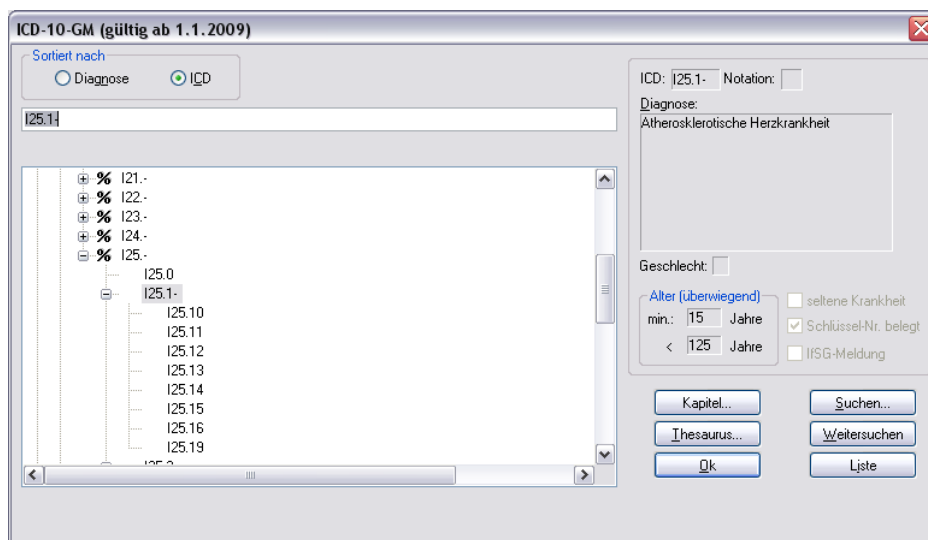 ICD-10-GM (gültig ab 1.1.2009)
Sortiert nach
Diagnose
ICD
I25.1-
% I21.-
% I22.-
% I23.-
% I24.-
% I25.-
I25.0
I25.1-
I25.10
I25.11
I25.12
I25.13
I25.14
I25.15
I25.16
I25.19
ICD: I25.1- Notation:
Diagnose:
Atherosklerotische Herzkrankheit
Geschlecht:
Alter (überwiegend)
min.: 15 Jahre
< 125 Jahre
seltene Krankheit
Schlüssel-Nr. belegt
IfSG-Meldung
Kapitel... Suchen...
Thesaurus... Weitersuchen
Ok Liste